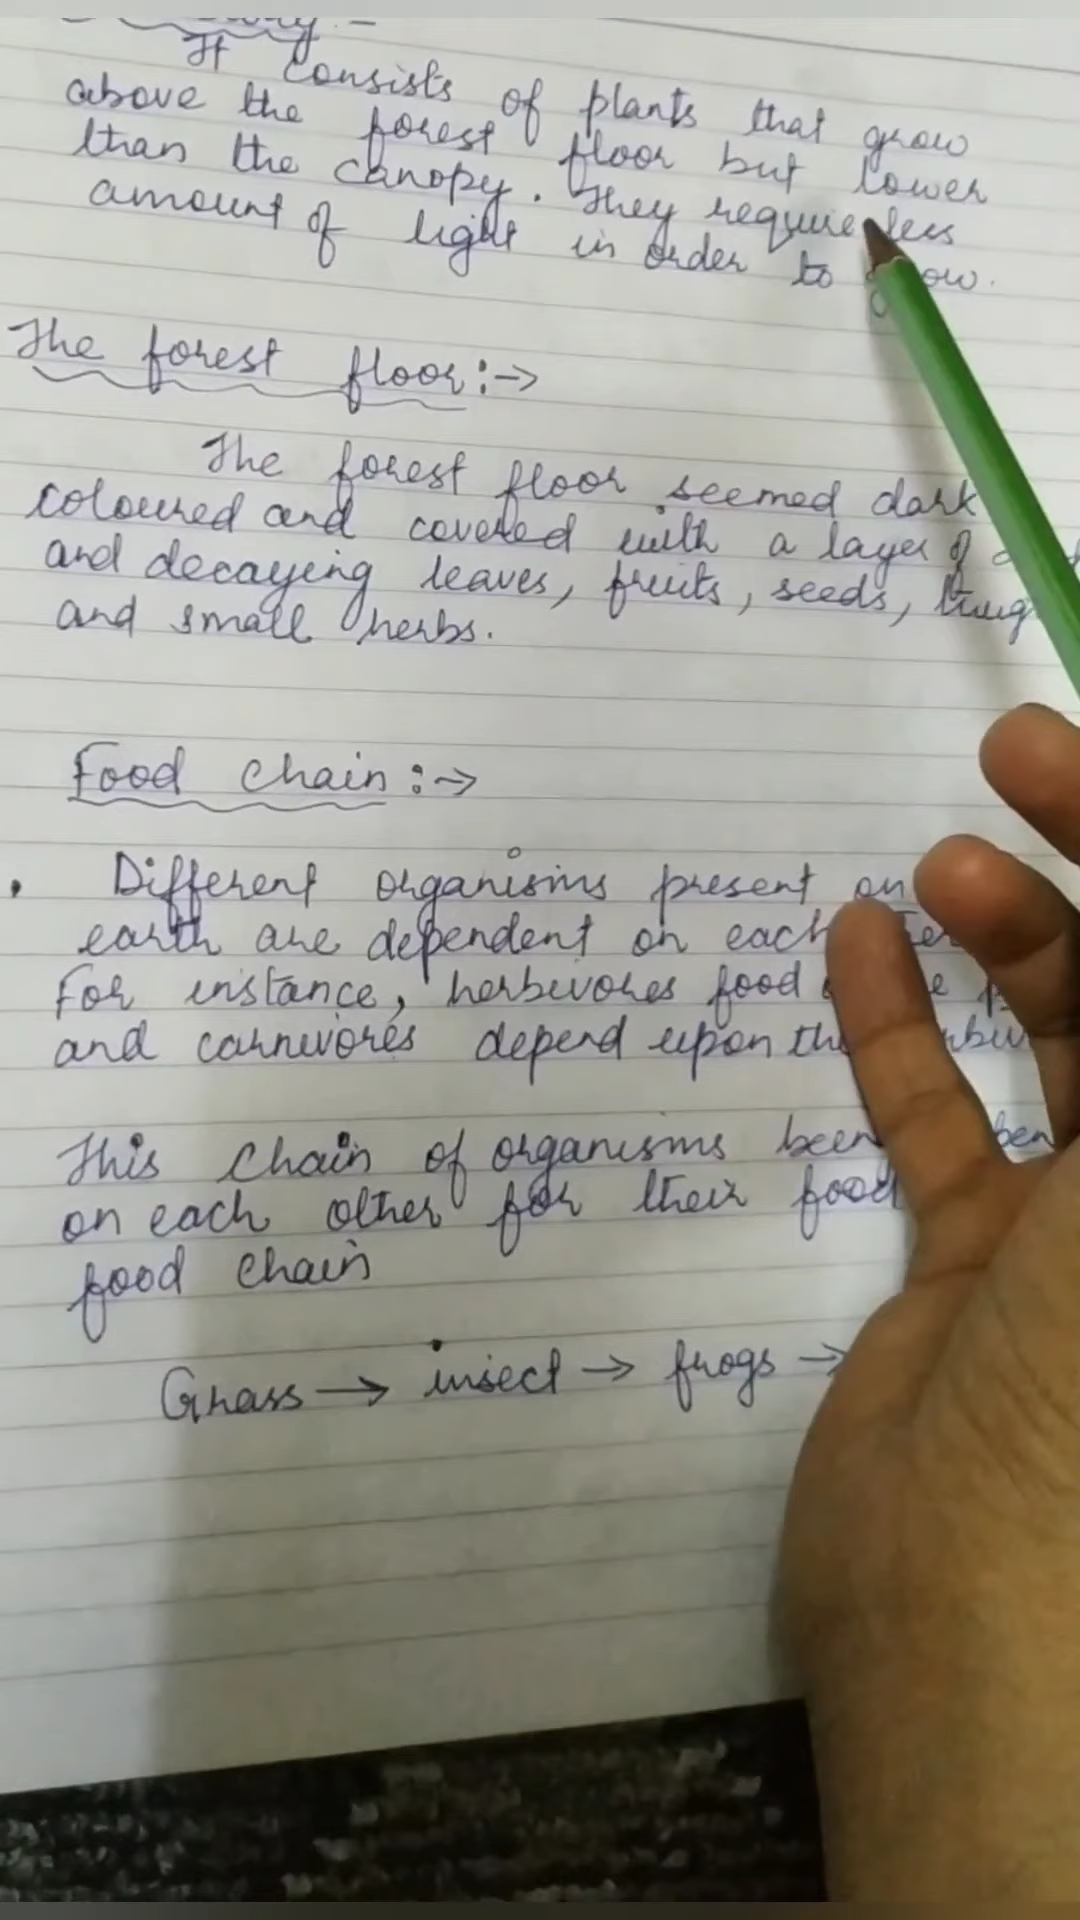 It consists of plants that grow
above the forest floor but lower
than the canopy. They require less
amount of light in order to grow.
The forest floor :→
The forest floor seemed dark
coloured and covered with a layer of
and decaying leaves, fruits, seeds,
and small herbs.
Food chain :→
. Different organisms present on
earth are dependent on each
For instance, herbivores food
and carnivores depend upon
This chain of organisms
on each other for their food
food chain
Grass → insect → frogs →